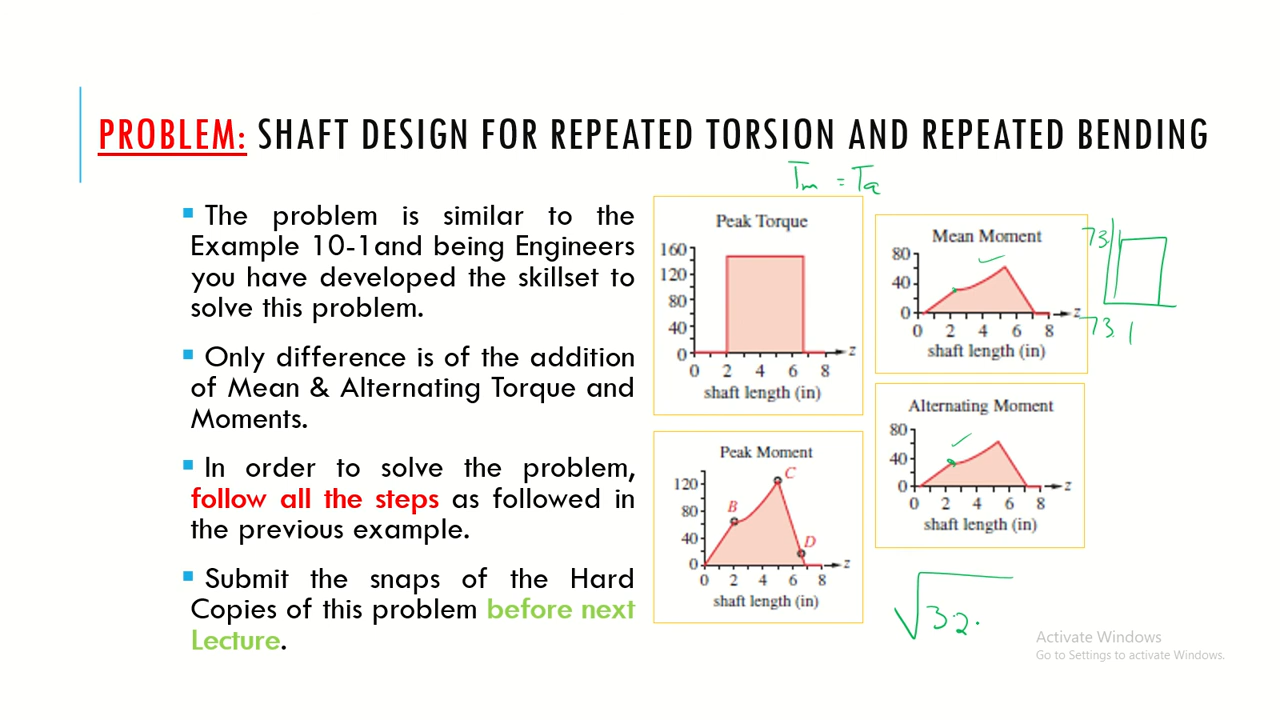 PROBLEM: SHAFT DESIGN FOR REPEATED TORSION AND REPEATED BENDING
Tm = Ta
▪ The problem is similar to the
Example 10-1and being Engineers
you have developed the skillset to
solve this problem.
▪ Only difference is of the addition
of Mean & Alternating Torque and
Moments.
▪ In order to solve the problem,
follow all the steps as followed in
the previous example.
▪ Submit the snaps of the Hard
Copies of this problem before next
Lecture.
Peak Torque
160
120
80
40
0
0 2 4 6 8 z
shaft length (in)
Mean Moment
80
40
0
0 2 4 6 8 z
shaft length (in)
73.1
73.1
Peak Moment
120
80
40
0
B
C
D
0 2 4 6 8 z
shaft length (in)
Alternating Moment
80
40
0
0 2 4 6 8 z
shaft length (in)
√32.
Activate Windows
Go to Settings to activate Windows.